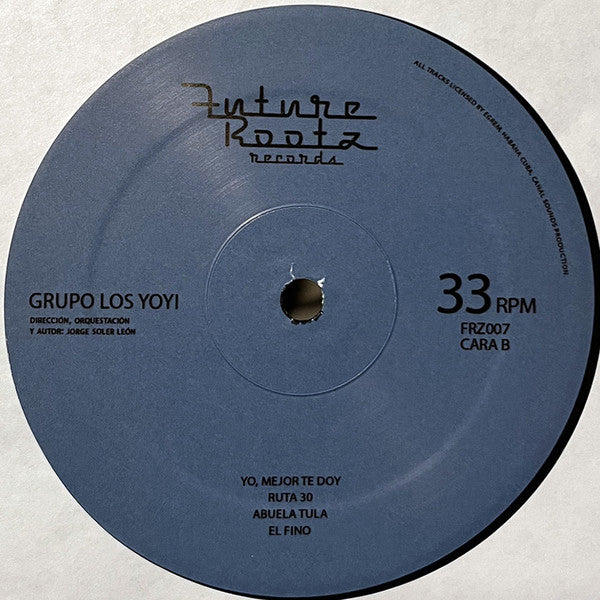 Future
Rootz
records
ALL TRACKS LICENSED BY EGREM, HABANA CUBA, CANAL SOUNDS PRODUCTION
GRUPO LOS YOYI
DIRECCIÓN, ORQUESTACIÓN
Y AUTOR: JORGE SOLER LEÓN
33 RPM
FRZ007
CARA B
YO, MEJOR TE DOY
RUTA 30
ABUELA TULA
EL FINO